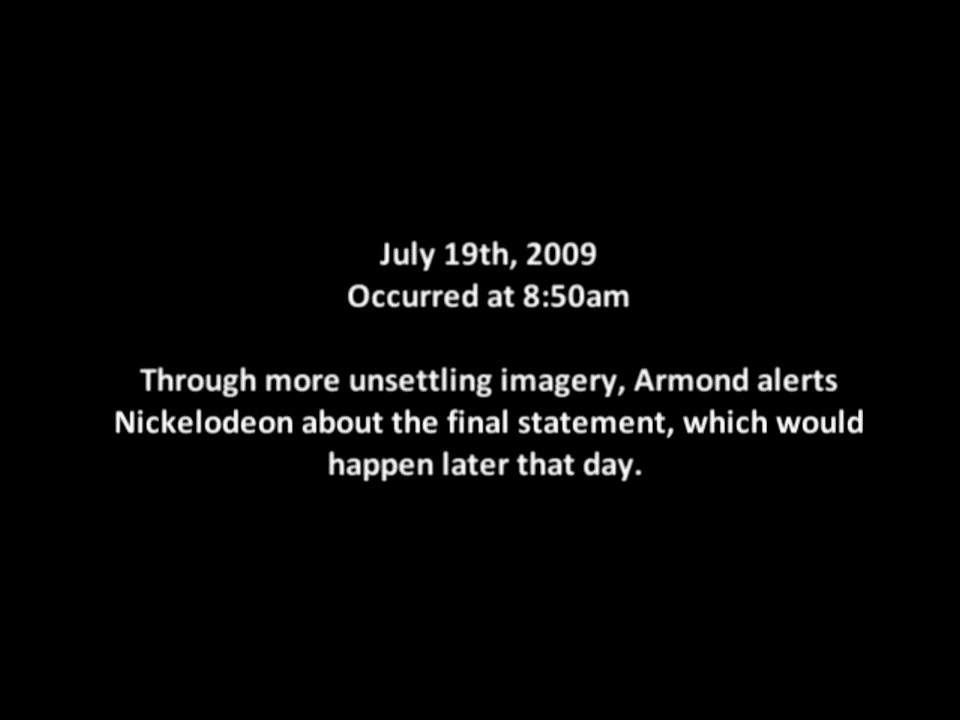 July 19th, 2009
Occurred at 8:50am
Through more unsettling imagery, Armond alerts
Nickelodeon about the final statement, which would
happen later that day.